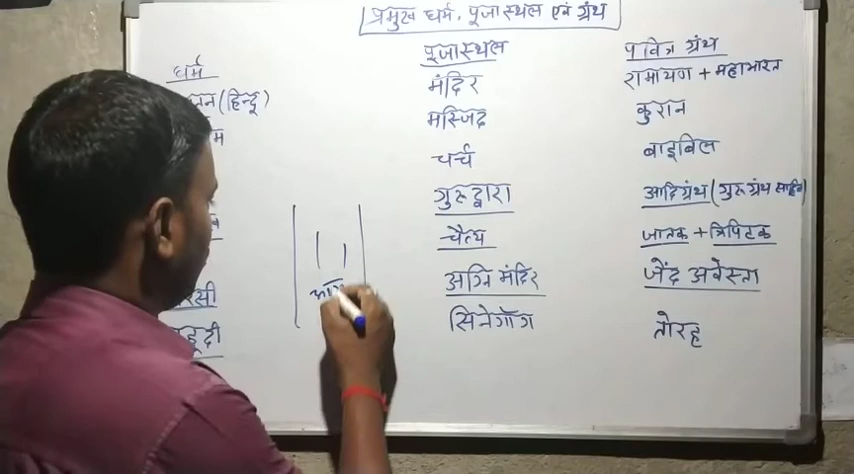 प्रमुख धर्म, पूजा स्थल एवं ग्रंथ
धर्म पूजास्थल पवित्र ग्रंथ
(हिन्दू) मंदिर रामायण + महाभारत
मस्जिद कुरान
चर्च बाइबिल
गुरुद्वारा आदिग्रंथ (गुरु ग्रंथ साहिब)
चैत्य जातक + त्रिपिटक
अग्नि मंदिर जेंद अवेस्ता
सिनेगॉग तोरह